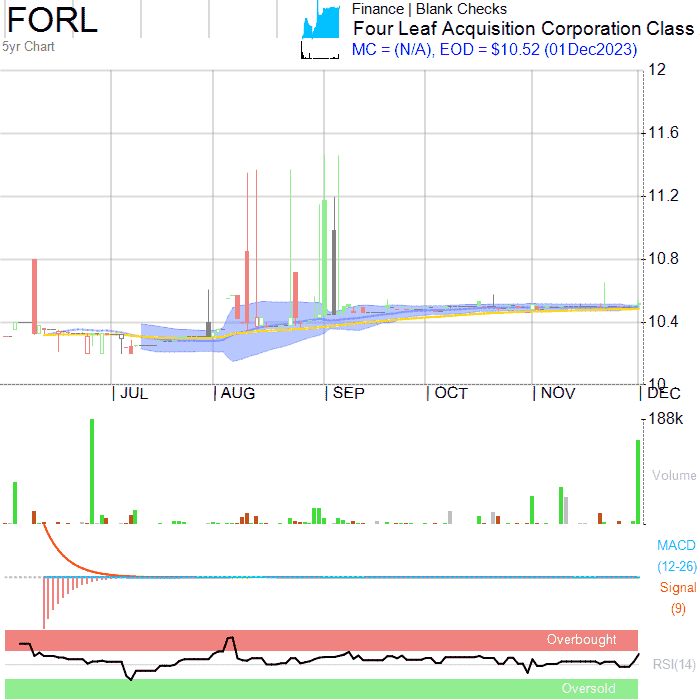 FORL
5yr Chart
Finance | Blank Checks
Four Leaf Acquisition Corporation Class
MC = (N/A), EOD = $10.52 (01Dec2023)
12
11.6
11.2
10.8
10.4
10
JUL
AUG
SEP
OCT
NOV
DEC
188k
Volume
MACD
(12-26)
Signal
(9)
Overbought
RSI(14)
Oversold